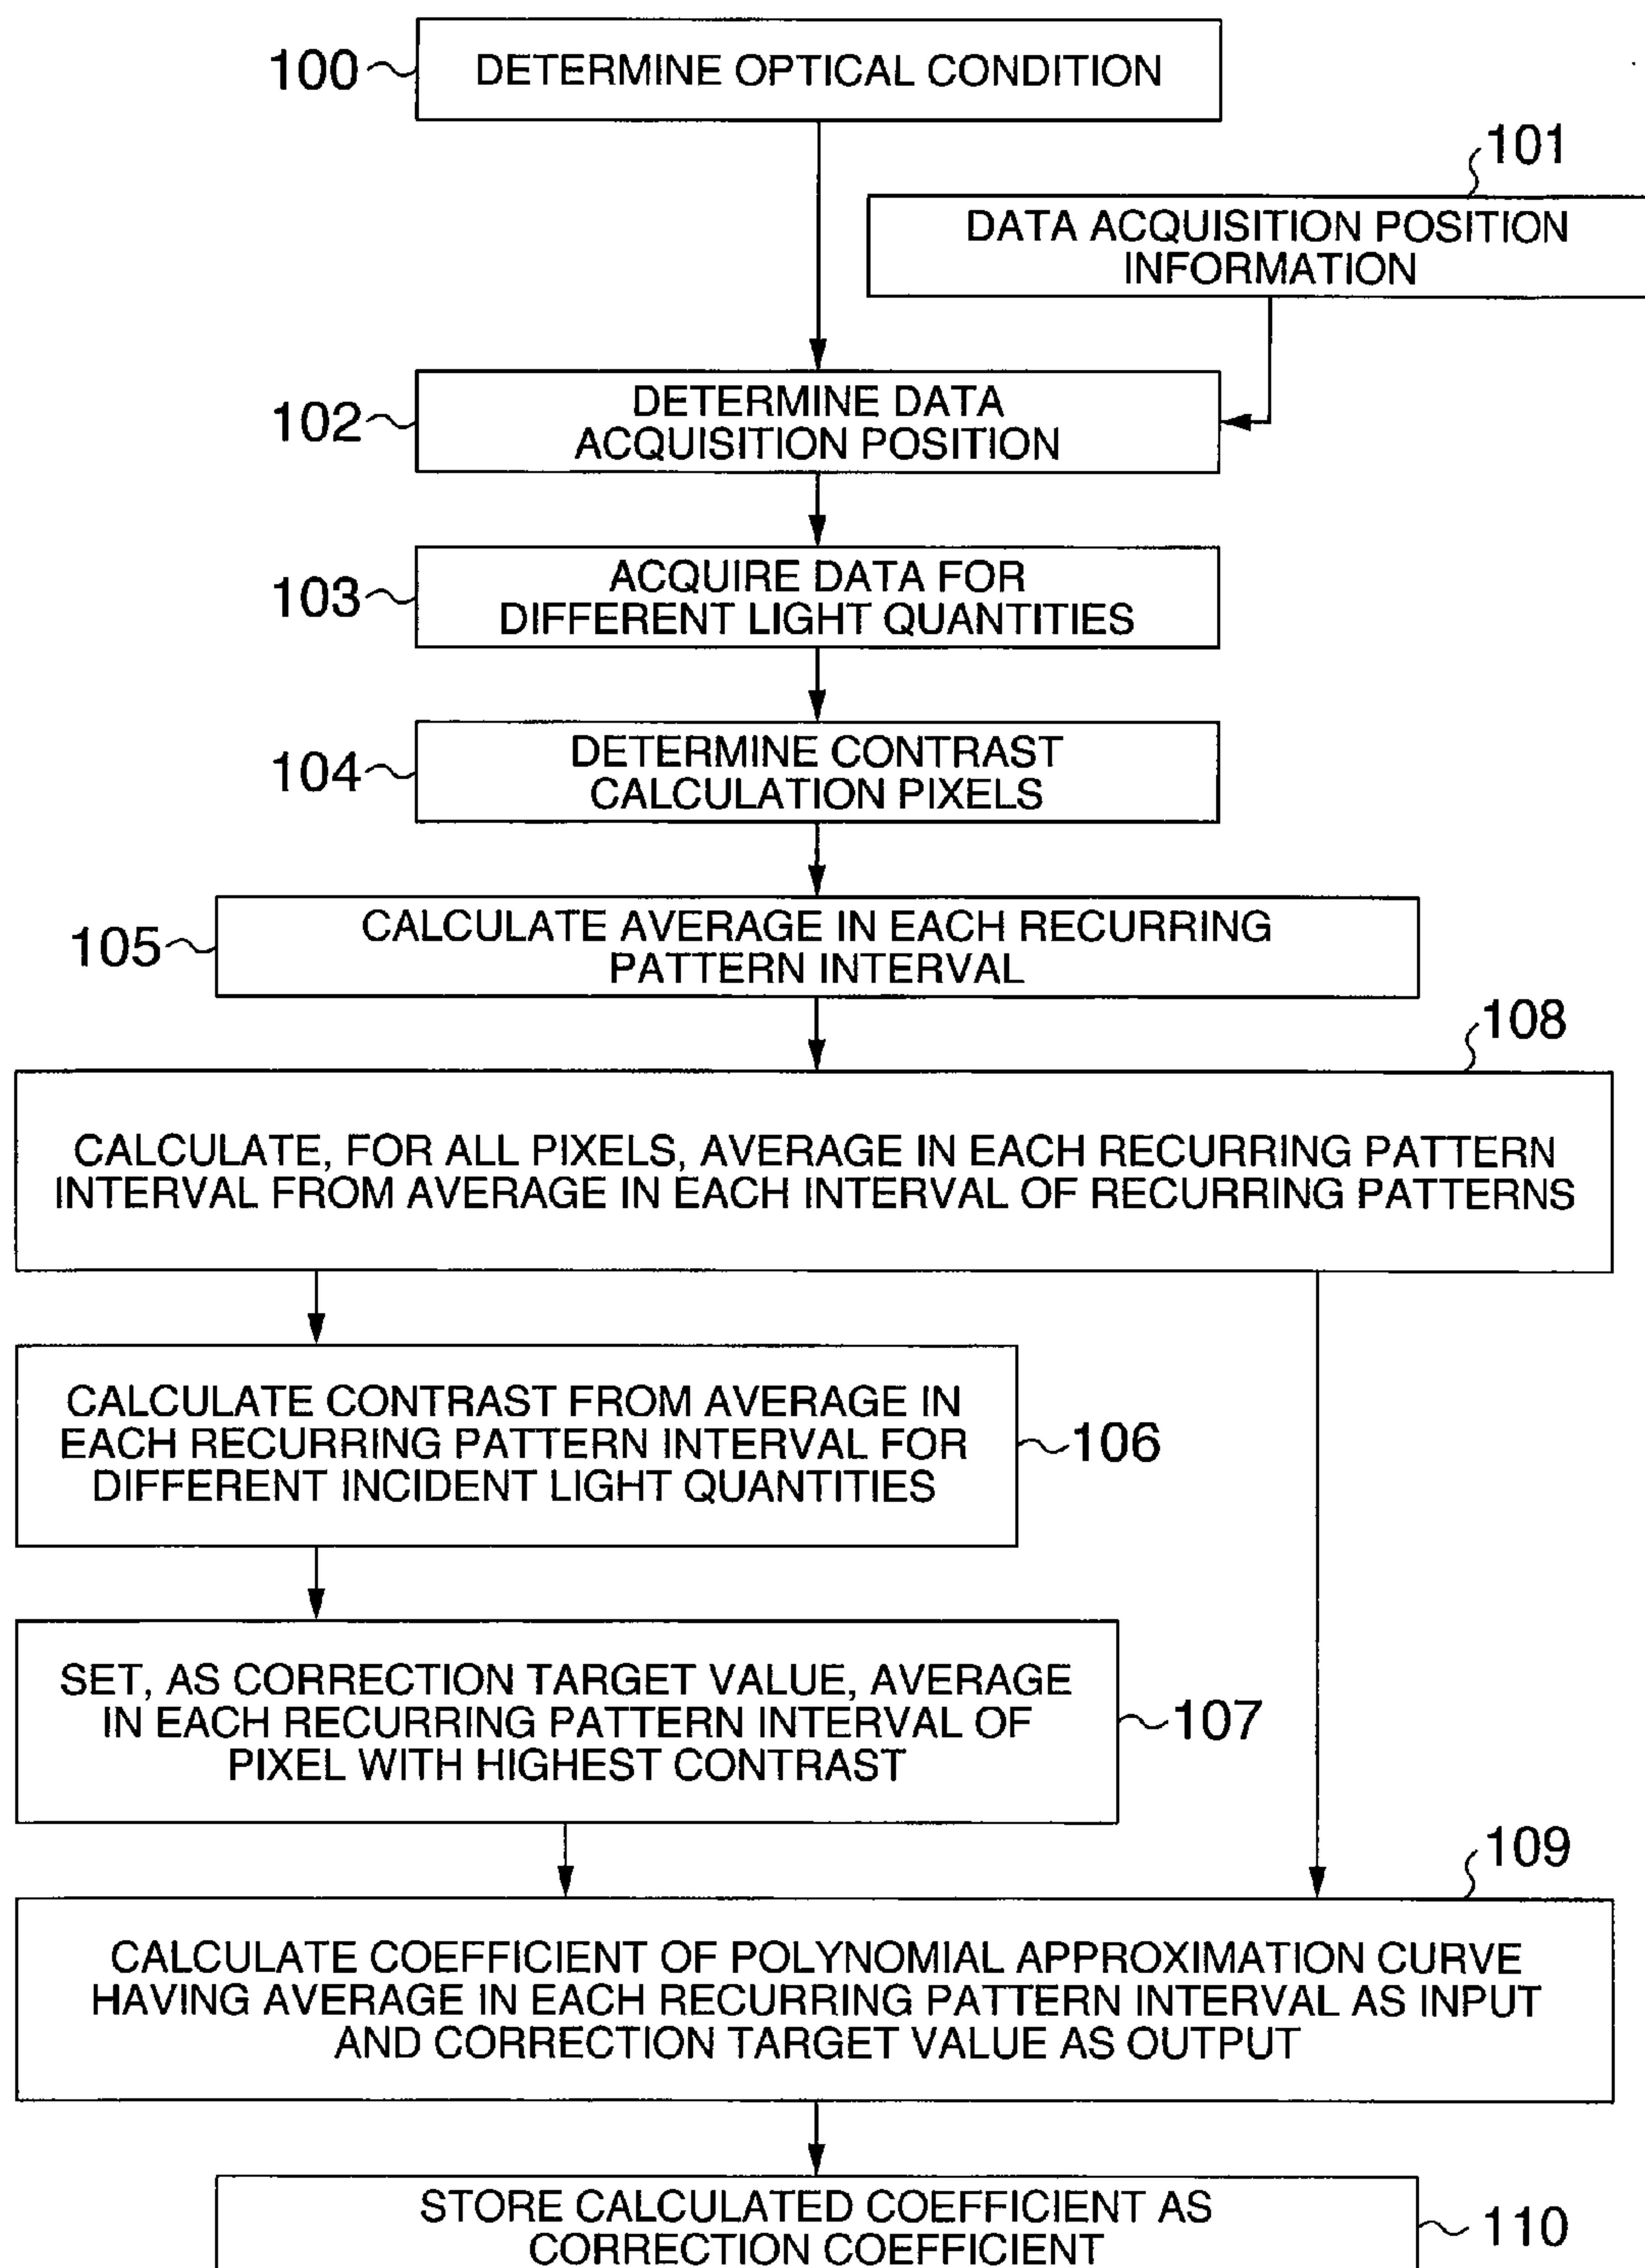 100
DETERMINE OPTICAL CONDITION
101
DATA ACQUISITION POSITION
INFORMATION
102
DETERMINE DATA
ACQUISITION POSITION
103
ACQUIRE DATA FOR
DIFFERENT LIGHT QUANTITIES
104
DETERMINE CONTRAST
CALCULATION PIXELS
105
CALCULATE AVERAGE IN EACH RECURRING
PATTERN INTERVAL
108
CALCULATE, FOR ALL PIXELS, AVERAGE IN EACH RECURRING PATTERN
INTERVAL FROM AVERAGE IN EACH INTERVAL OF RECURRING PATTERNS
CALCULATE CONTRAST FROM AVERAGE IN
EACH RECURRING PATTERN INTERVAL FOR
DIFFERENT INCIDENT LIGHT QUANTITIES
106
SET, AS CORRECTION TARGET VALUE, AVERAGE
IN EACH RECURRING PATTERN INTERVAL OF
PIXEL WITH HIGHEST CONTRAST
107
109
CALCULATE COEFFICIENT OF POLYNOMIAL APPROXIMATION CURVE
HAVING AVERAGE IN EACH RECURRING PATTERN INTERVAL AS INPUT
AND CORRECTION TARGET VALUE AS OUTPUT
STORE CALCULATED COEFFICIENT AS
CORRECTION COEFFICIENT
110